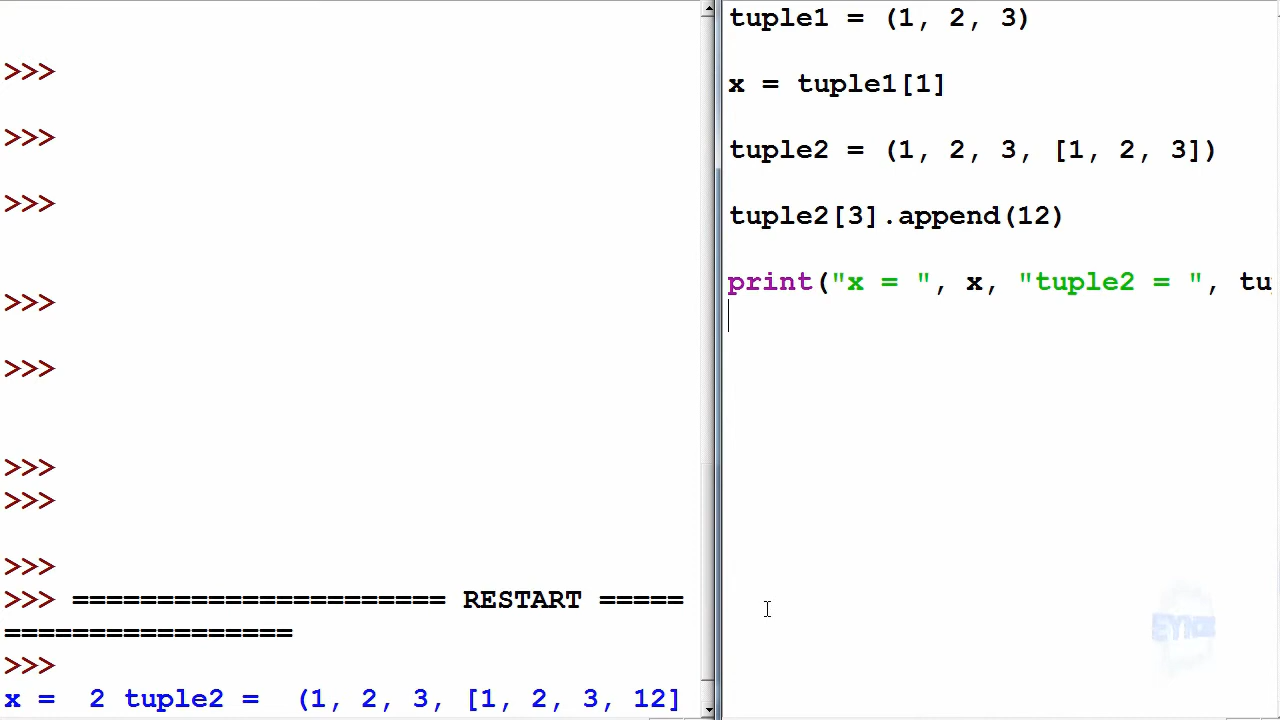 >>>
>>>
>>>
>>>
>>>
>>>
>>>
>>>
>>> ====================== RESTART =====
=================
>>>
x =  2 tuple2 =  (1, 2, 3, [1, 2, 3, 12]
tuple1 = (1, 2, 3)
x = tuple1[1]
tuple2 = (1, 2, 3, [1, 2, 3])
tuple2[3].append(12)
print("x = ", x, "tuple2 = ", tu